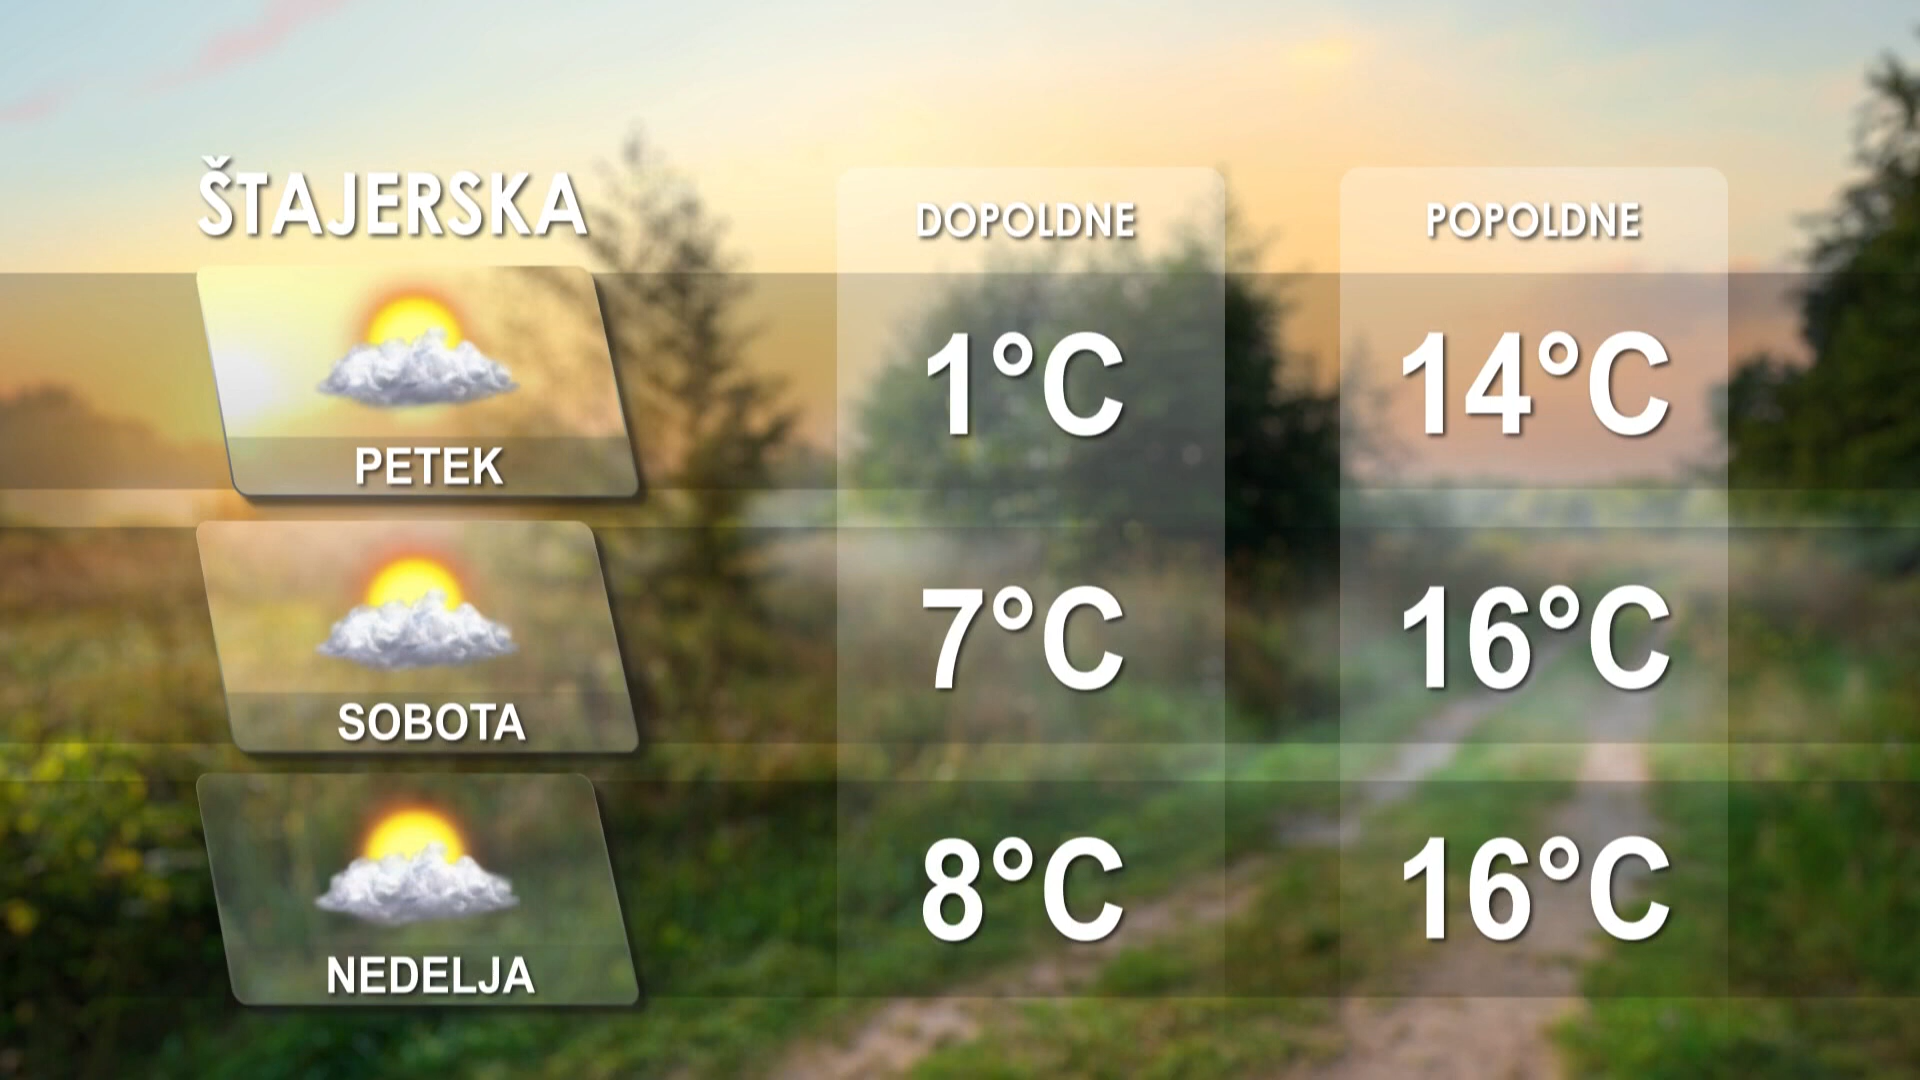 ŠTAJERSKA
DOPOLDNE
POPOLDNE
PETEK
1°C
14°C
SOBOTA
7°C
16°C
NEDELJA
8°C
16°C